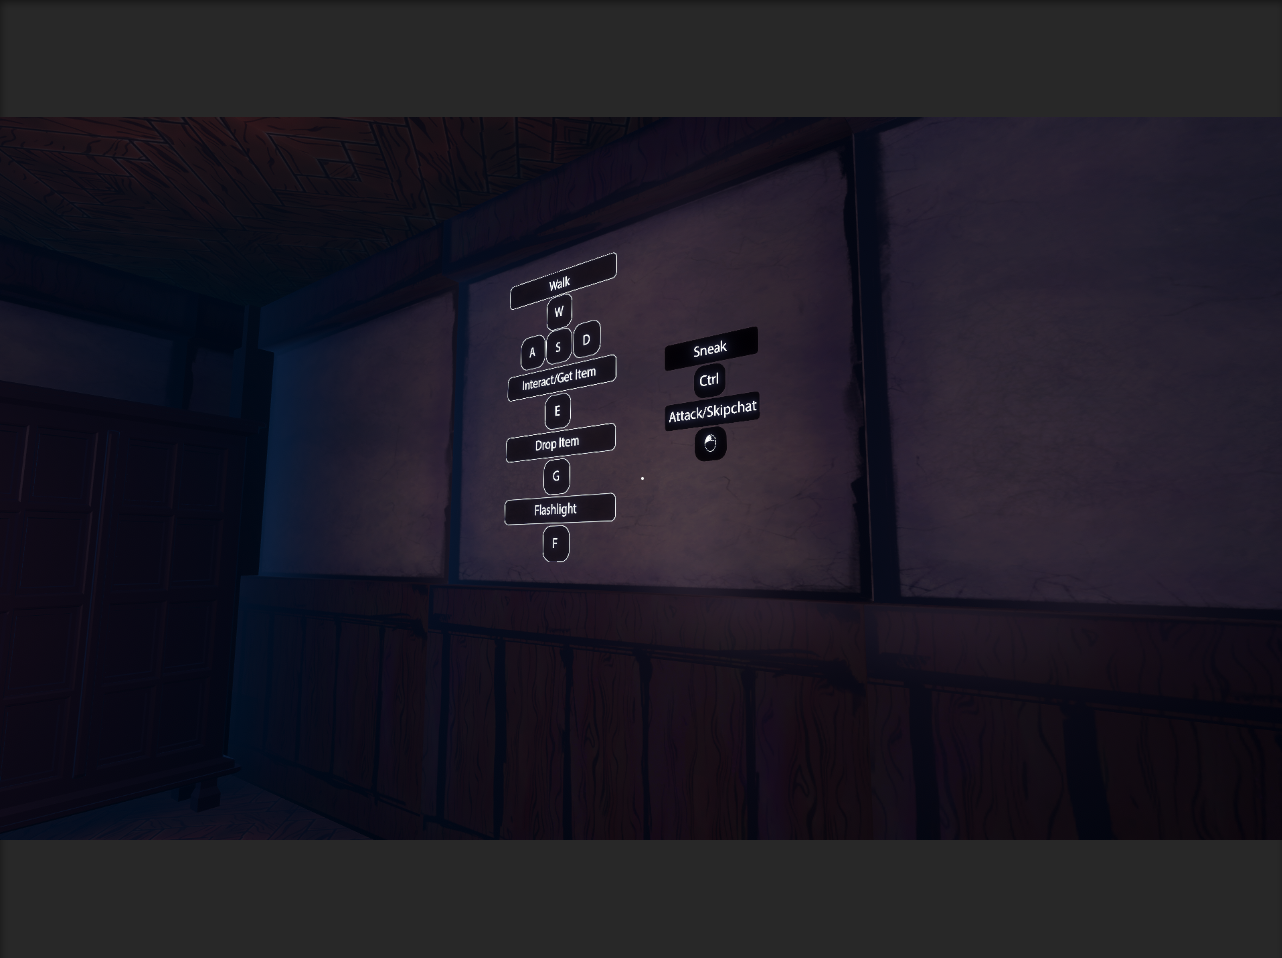 Walk
W
A S D
Interact/Get Item
E
Drop Item
G
Flashlight
F
Sneak
Ctrl
Attack/Skipchat